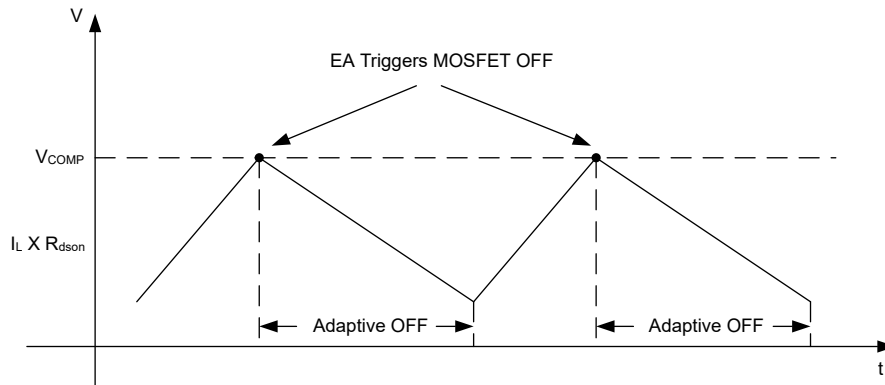 V
EA Triggers MOSFET OFF
VCOMP
IL X Rdson
Adaptive OFF
Adaptive OFF
t